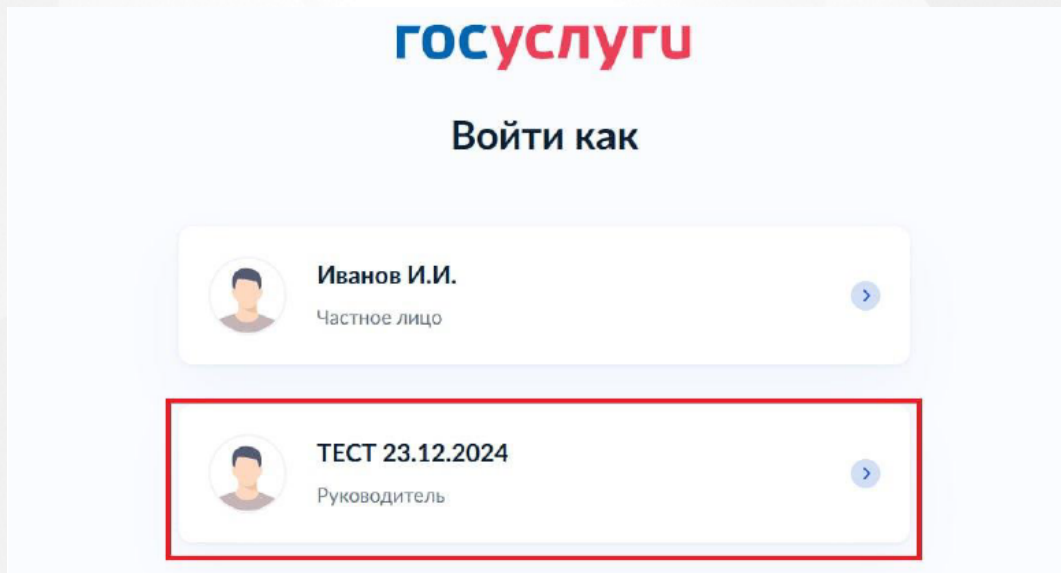 госуслуги
Войти как
Иванов И.И.
Частное лицо
ТЕСТ 23.12.2024
Руководитель